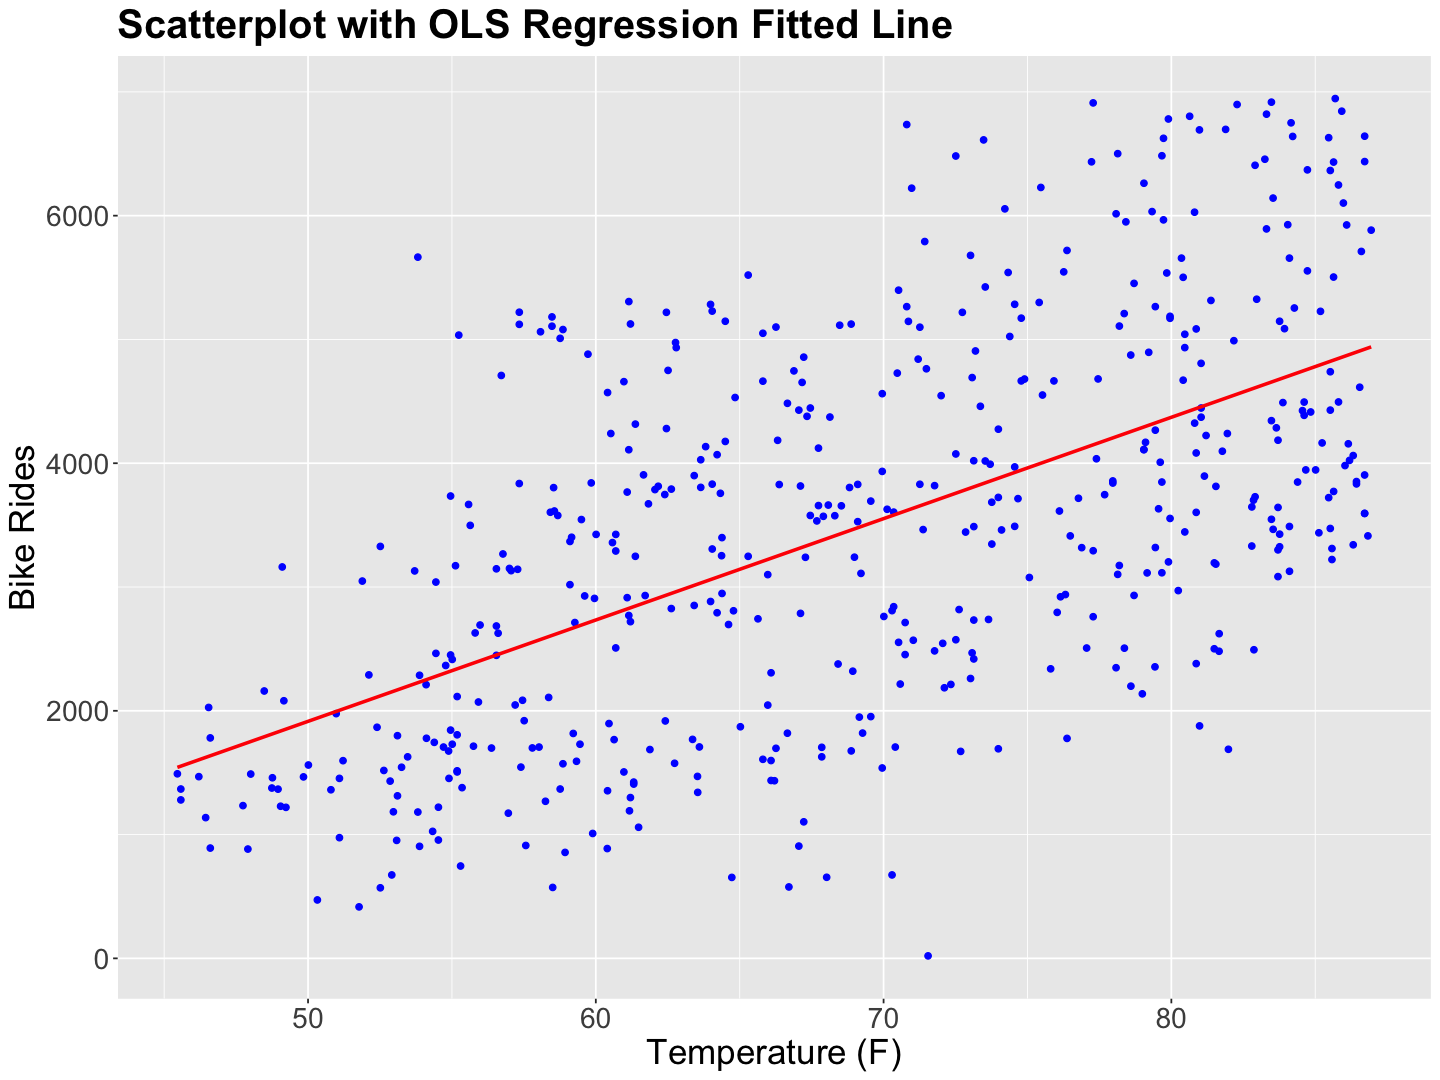 Scatterplot with OLS Regression Fitted Line
Bike Rides
6000
4000
2000
0
50 60 70 80
Temperature (F)